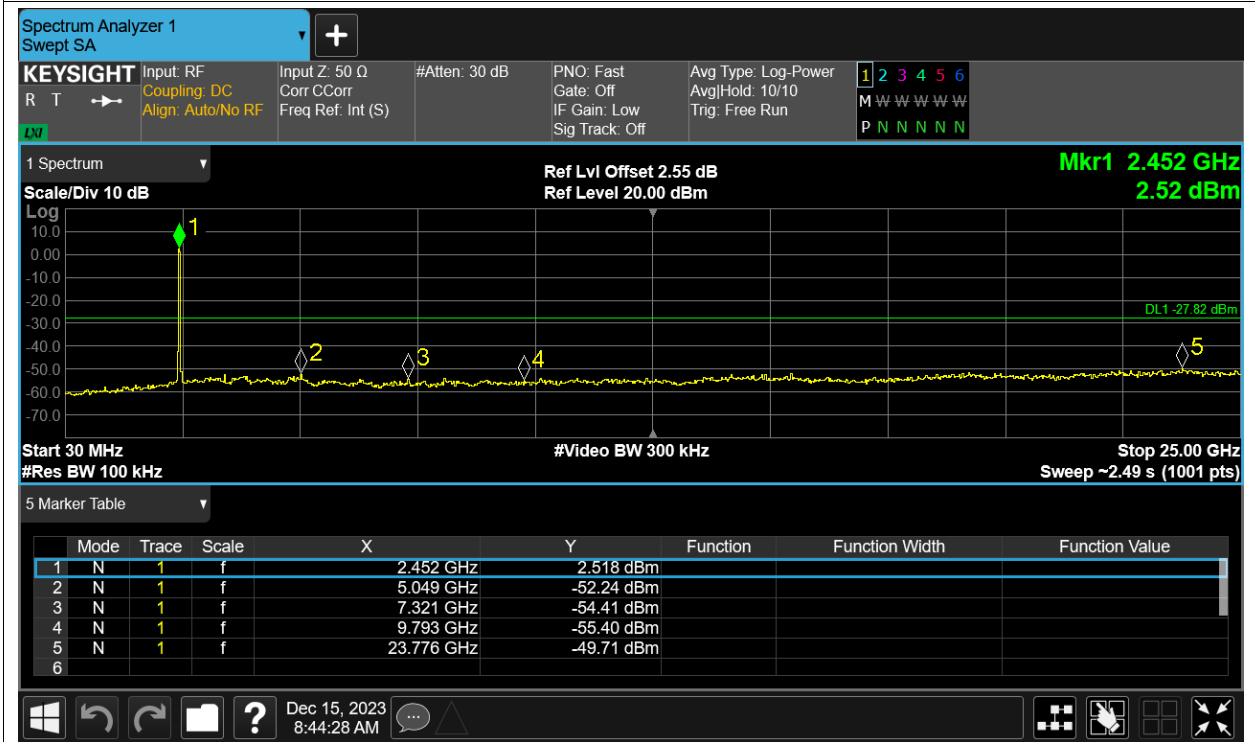 Spectrum Analyzer 1
Swept SA
+
KEYSIGHT
R T
LXI
Input: RF
Coupling: DC
Align: Auto/No RF
Input Z: 50 Ω
Corr CCorr
Freq Ref: Int (S)
#Atten: 30 dB
PNO: Fast
Gate: Off
IF Gain: Low
Sig Track: Off
Avg Type: Log-Power
Avg|Hold: 10/10
Trig: Free Run
1 2 3 4 5 6
M W W W W W
P N N N N N
1 Spectrum
Scale/Div 10 dB
Ref Lvl Offset 2.55 dB
Ref Level 20.00 dBm
Mkr1 2.452 GHz
2.52 dBm
Log
10.0
0.00
-10.0
-20.0
-30.0
-40.0
-50.0
-60.0
-70.0
1
2
3
4
5
DL1 -27.82 dBm
Start 30 MHz
#Res BW 100 kHz
#Video BW 300 kHz
Stop 25.00 GHz
Sweep ~2.49 s (1001 pts)
5 Marker Table
Mode Trace Scale X Y Function Function Width Function Value
1 N 1 f 2.452 GHz 2.518 dBm
2 N 1 f 5.049 GHz -52.24 dBm
3 N 1 f 7.321 GHz -54.41 dBm
4 N 1 f 9.793 GHz -55.40 dBm
5 N 1 f 23.776 GHz -49.71 dBm
6
?
Dec 15, 2023
8:44:28 AM